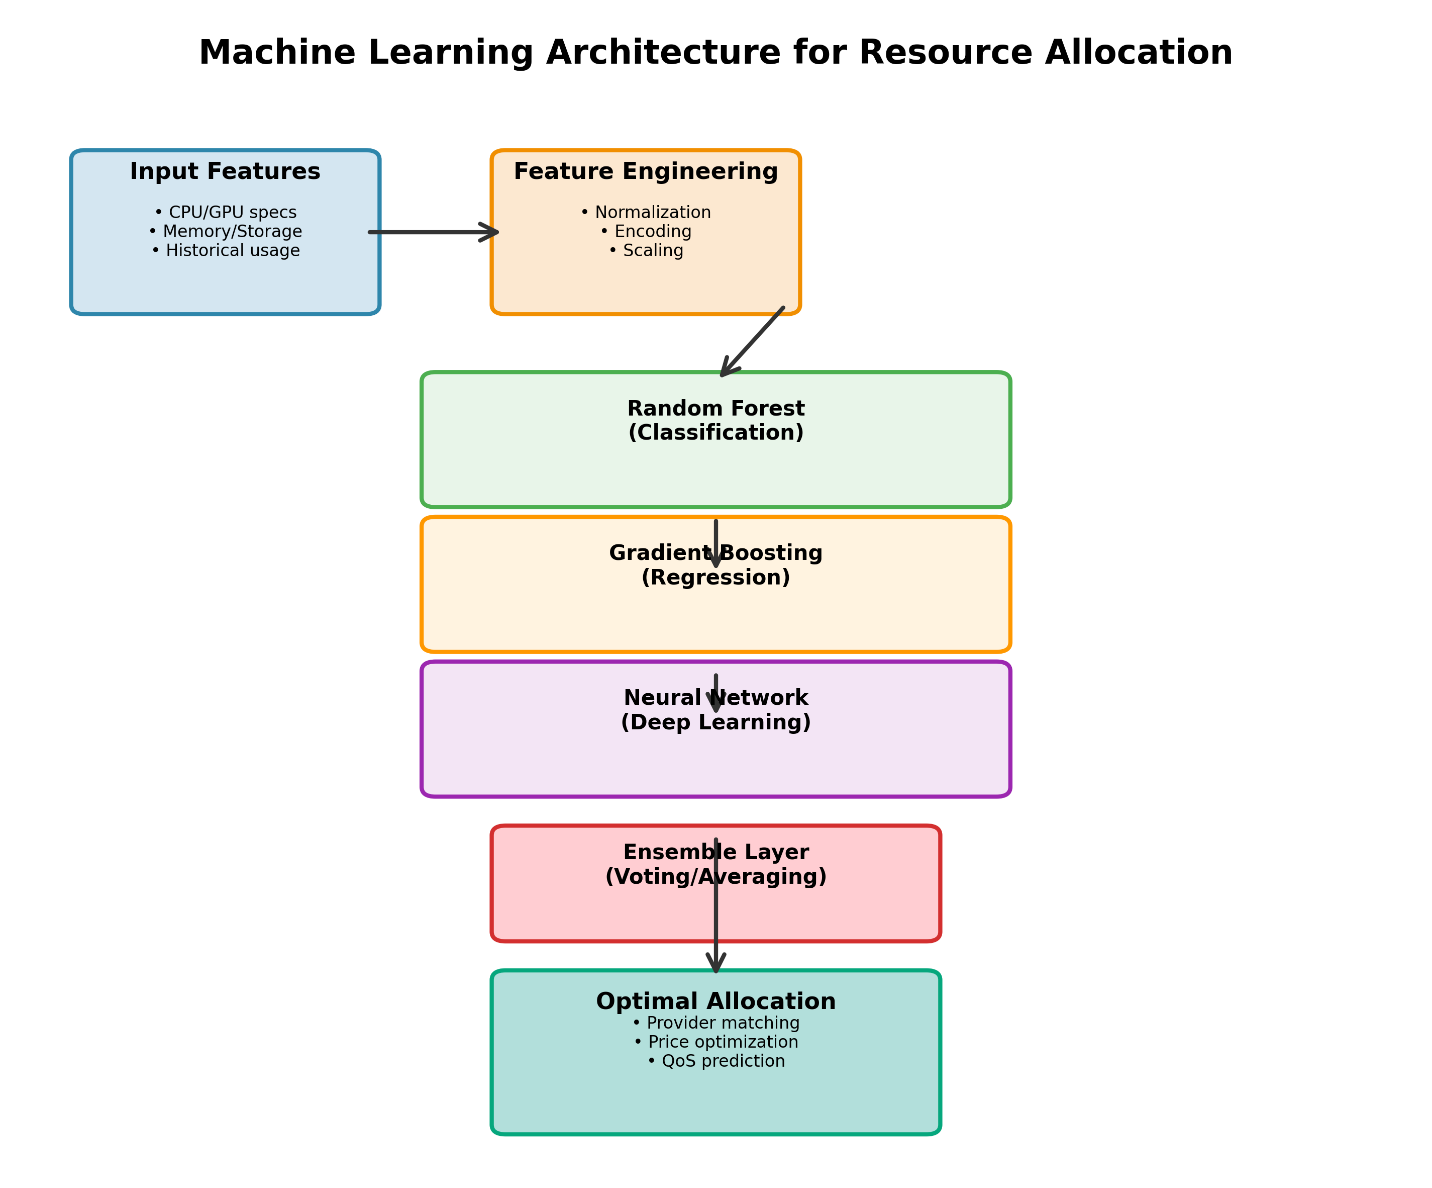 Machine Learning Architecture for Resource Allocation
Input Features
• CPU/GPU specs
• Memory/Storage
• Historical usage
Feature Engineering
• Normalization
• Encoding
• Scaling
Random Forest
(Classification)
Gradient Boosting
(Regression)
Neural Network
(Deep Learning)
Ensemble Layer
(Voting/Averaging)
Optimal Allocation
• Provider matching
• Price optimization
• QoS prediction